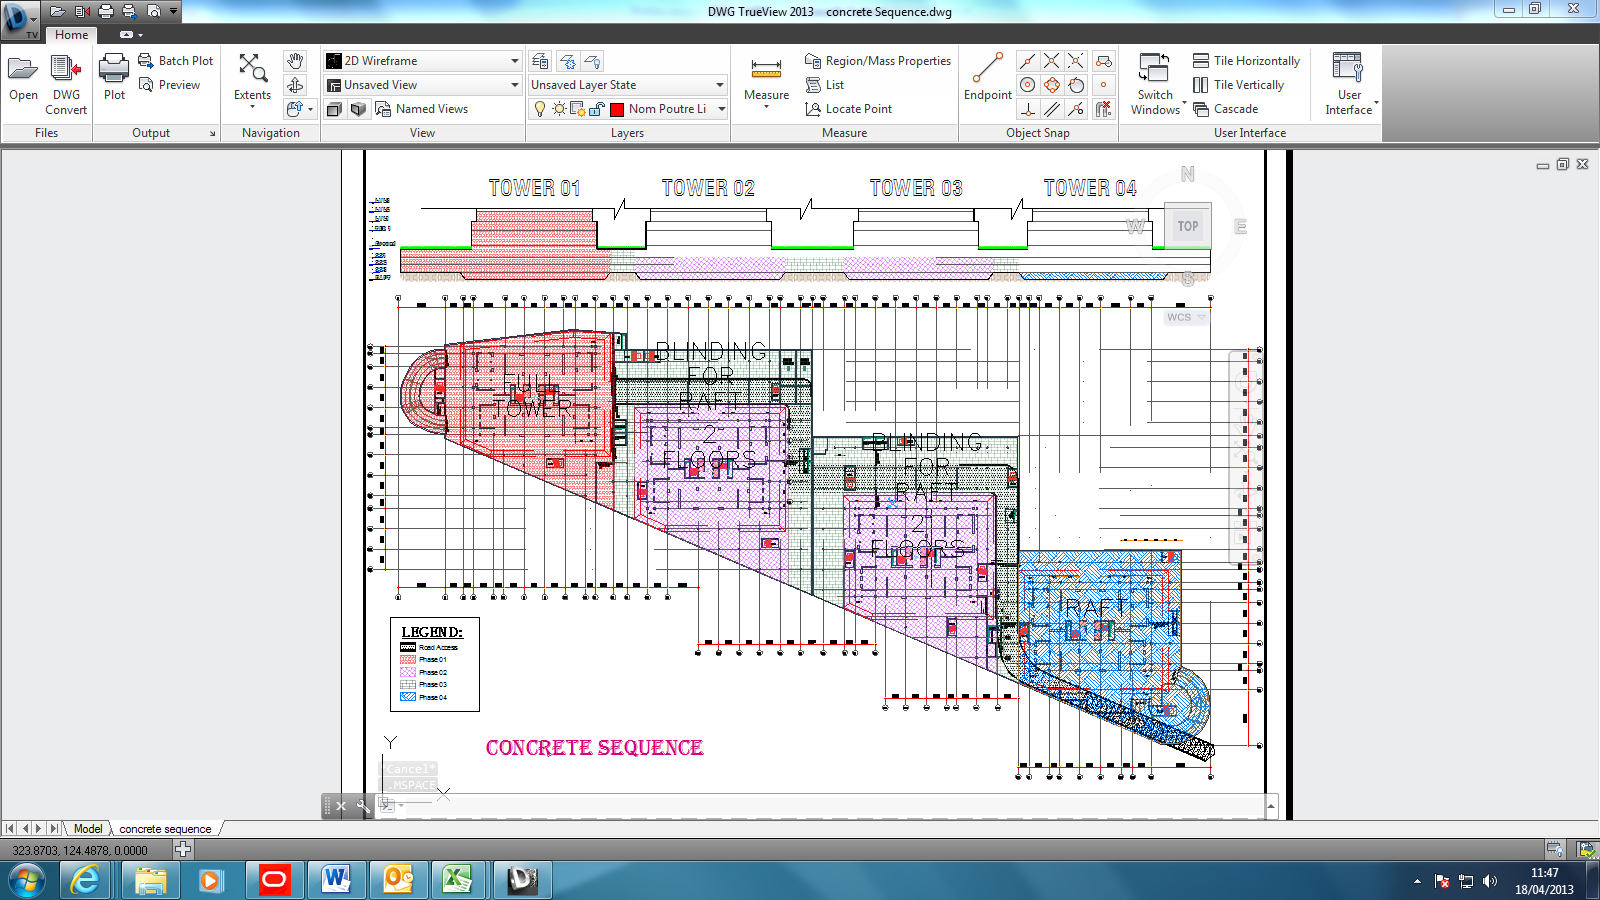 DWG TrueView 2013    concrete Sequence.dwg
TV
Home
Open
DWG Convert
Files
Plot
Batch Plot
Preview
Output
Extents
Navigation
2D Wireframe
Unsaved View
Named Views
View
Unsaved Layer State
Nom Poutre Li
Layers
Measure
Region/Mass Properties
List
Locate Point
Measure
Endpoint
Object Snap
Switch Windows
Tile Horizontally
Tile Vertically
Cascade
User Interface
User Interface
TOWER 01
TOWER 02
TOWER 03
TOWER 04
N
W
TOP
E
S
WCS
FULL
TOWER
BLINDING
FOR
RAFT
2
FLOORS
BLINDING
FOR
RAFT
2
FLOORS
RAFT
LEGEND:
Road Access
Phase 01
Phase 02
Phase 03
Phase 04
CONCRETE SEQUENCE
Y
X
*Cancel*
.MSPACE
Model
concrete sequence
323.8703, 124.4878, 0.0000
11:47
18/04/2013